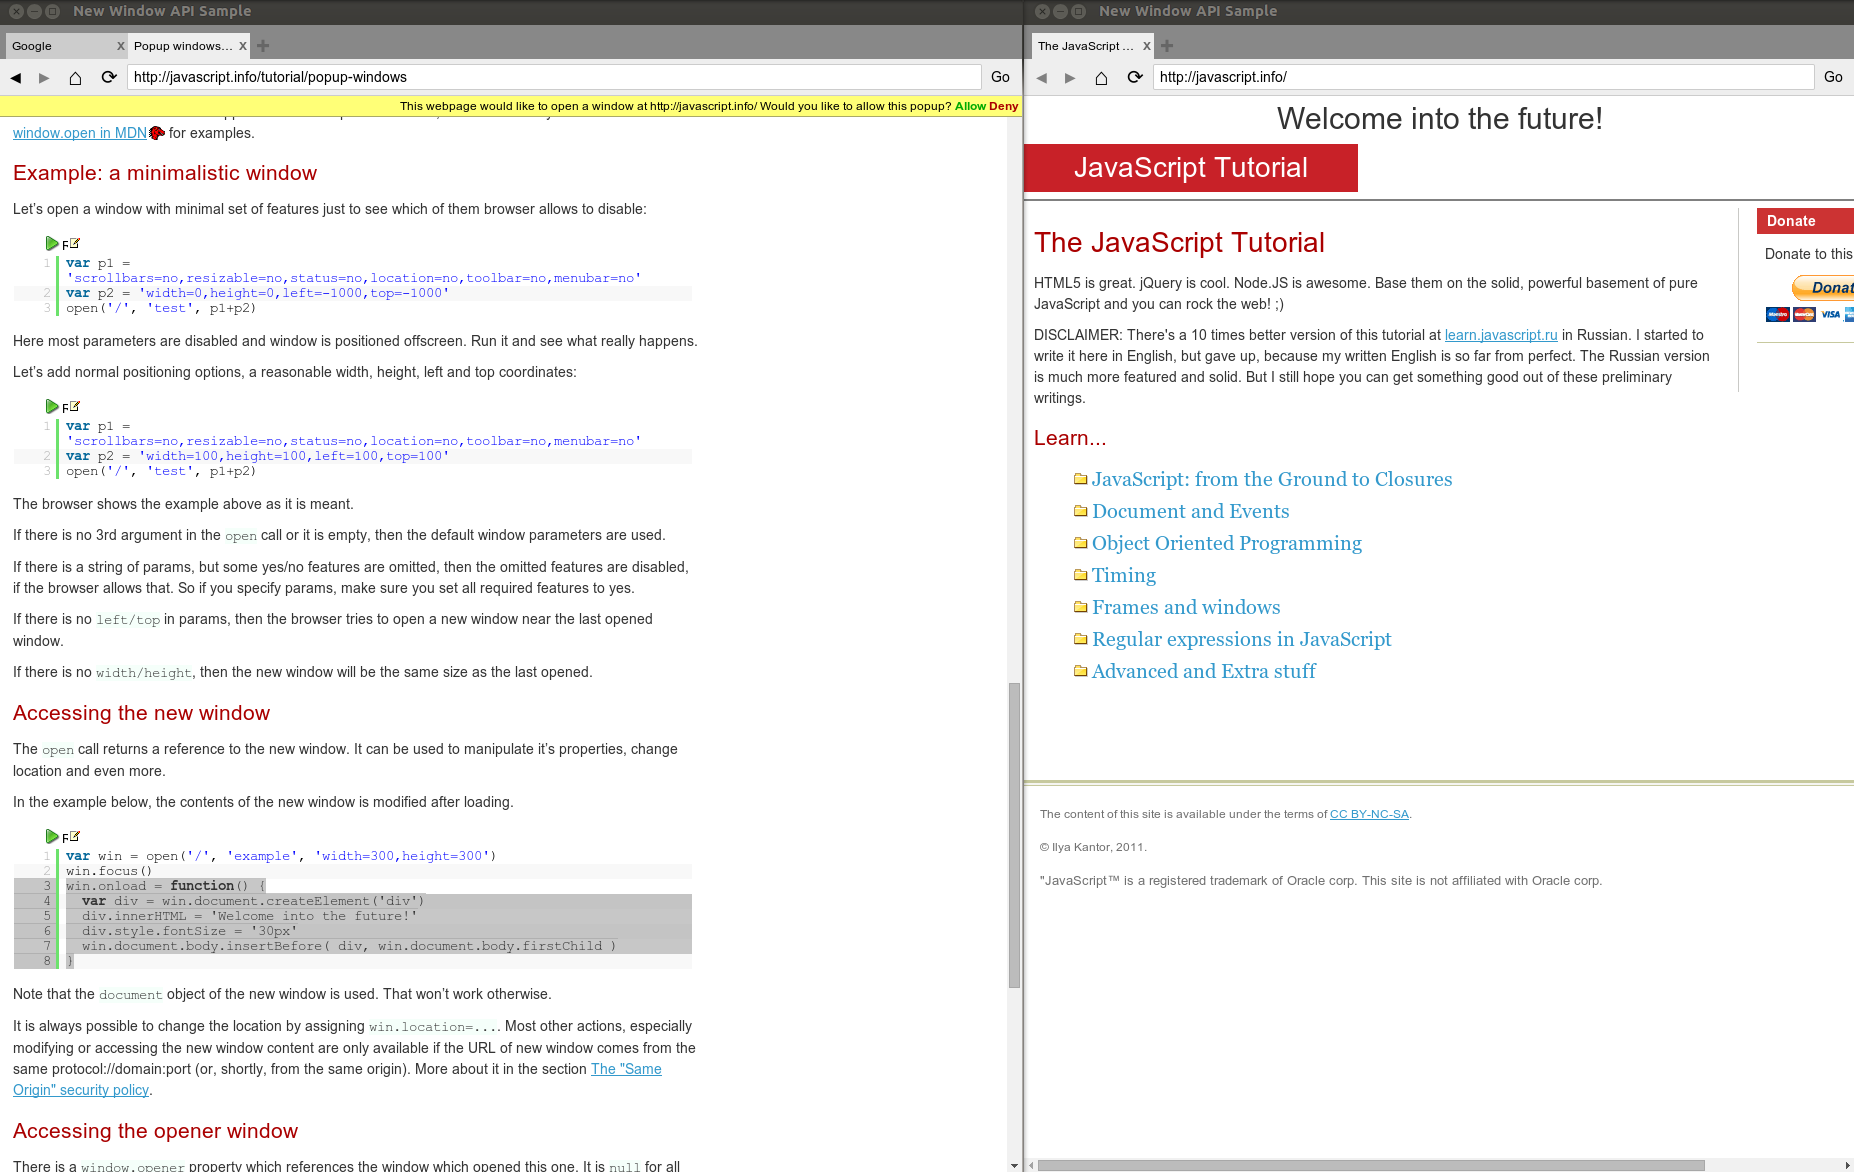 New Window API Sample
Google x
Popup windows... x
http://javascript.info/tutorial/popup-windows Go
This webpage would like to open a window at http://javascript.info/ Would you like to allow this popup? Allow Deny
window.open in MDN for examples.
Example: a minimalistic window
Let's open a window with minimal set of features just to see which of them browser allows to disable:
1 var p1 =
'scrollbars=no,resizable=no,status=no,location=no,toolbar=no,menubar=no'
2 var p2 = 'width=0,height=0,left=-1000,top=-1000'
3 open('/', 'test', p1+p2)
Here most parameters are disabled and window is positioned offscreen. Run it and see what really happens.
Let's add normal positioning options, a reasonable width, height, left and top coordinates:
1 var p1 =
'scrollbars=no,resizable=no,status=no,location=no,toolbar=no,menubar=no'
2 var p2 = 'width=100,height=100,left=100,top=100'
3 open('/', 'test', p1+p2)
The browser shows the example above as it is meant.
If there is no 3rd argument in the open call or it is empty, then the default window parameters are used.
If there is a string of params, but some yes/no features are omitted, then the omitted features are disabled,
if the browser allows that. So if you specify params, make sure you set all required features to yes.
If there is no left/top in params, then the browser tries to open a new window near the last opened
window.
If there is no width/height, then the new window will be the same size as the last opened.
Accessing the new window
The open call returns a reference to the new window. It can be used to manipulate it's properties, change
location and even more.
In the example below, the contents of the new window is modified after loading.
1 var win = open('/', 'example', 'width=300,height=300')
2 win.focus()
3 win.onload = function() {
4 var div = win.document.createElement('div')
5 div.innerHTML = 'Welcome into the future!'
6 div.style.fontSize = '30px'
7 win.document.body.insertBefore( div, win.document.body.firstChild )
8 }
Note that the document object of the new window is used. That won't work otherwise.
It is always possible to change the location by assigning win.location=.... Most other actions, especially
modifying or accessing the new window content are only available if the URL of new window comes from the
same protocol://domain:port (or, shortly, from the same origin). More about it in the section The "Same
Origin" security policy.
Accessing the opener window
There is a window.opener property which references the window which opened this one. It is null for all
New Window API Sample
The JavaScript ... x
http://javascript.info/ Go
Welcome into the future!
JavaScript Tutorial
The JavaScript Tutorial
HTML5 is great. jQuery is cool. Node.JS is awesome. Base them on the solid, powerful basement of pure
JavaScript and you can rock the web! ;)
DISCLAIMER: There's a 10 times better version of this tutorial at learn.javascript.ru in Russian. I started to
write it here in English, but gave up, because my written English is so far from perfect. The Russian version
is much more featured and solid. But I still hope you can get something good out of these preliminary
writings.
Learn...
JavaScript: from the Ground to Closures
Document and Events
Object Oriented Programming
Timing
Frames and windows
Regular expressions in JavaScript
Advanced and Extra stuff
Donate
Donate to this
Donat
VISA
The content of this site is available under the terms of CC BY-NC-SA.
© Ilya Kantor, 2011.
"JavaScript™ is a registered trademark of Oracle corp. This site is not affiliated with Oracle corp.